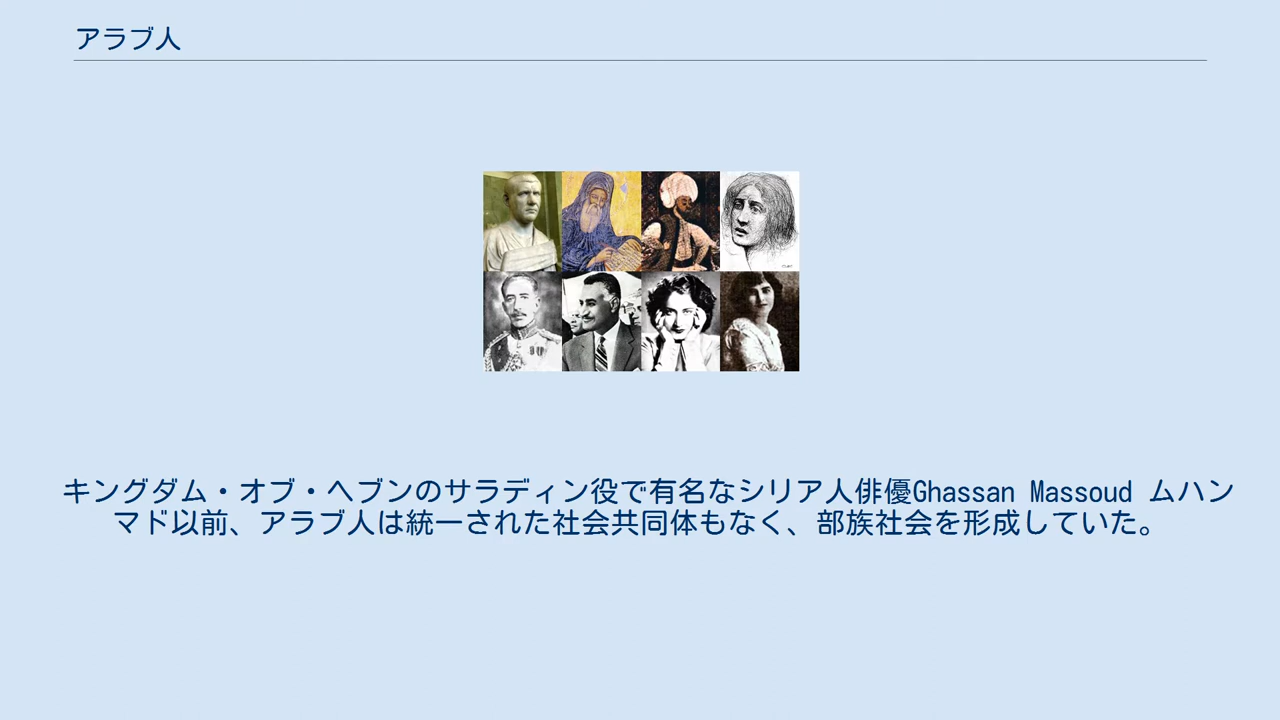 アラブ人
キングダム・オブ・ヘブンのサラディン役で有名なシリア人俳優Ghassan Massoud ムハン
マド以前、アラブ人は統一された社会共同体もなく、部族社会を形成していた。